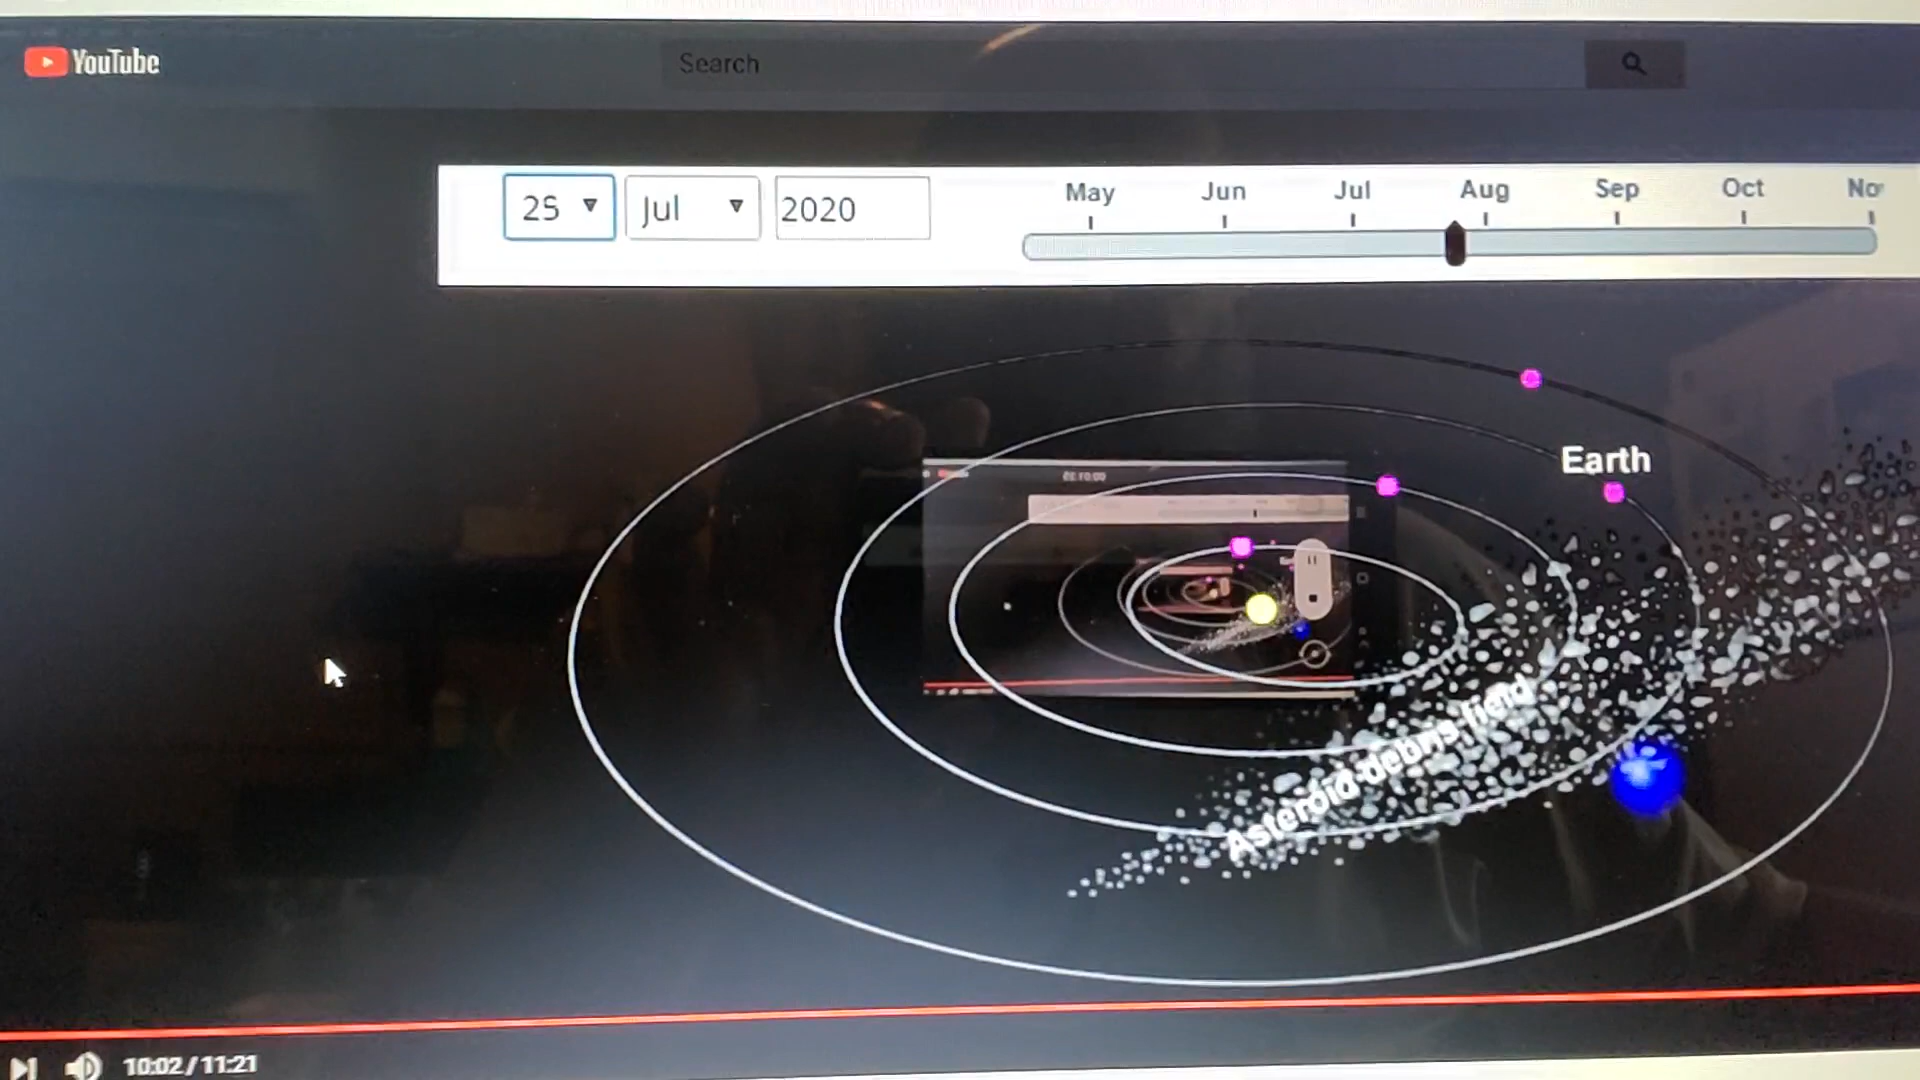 YouTube
Search
25 Jul 2020
May Jun Jul Aug Sep Oct No
Earth
Asteroid debris field
10:02 / 11:21